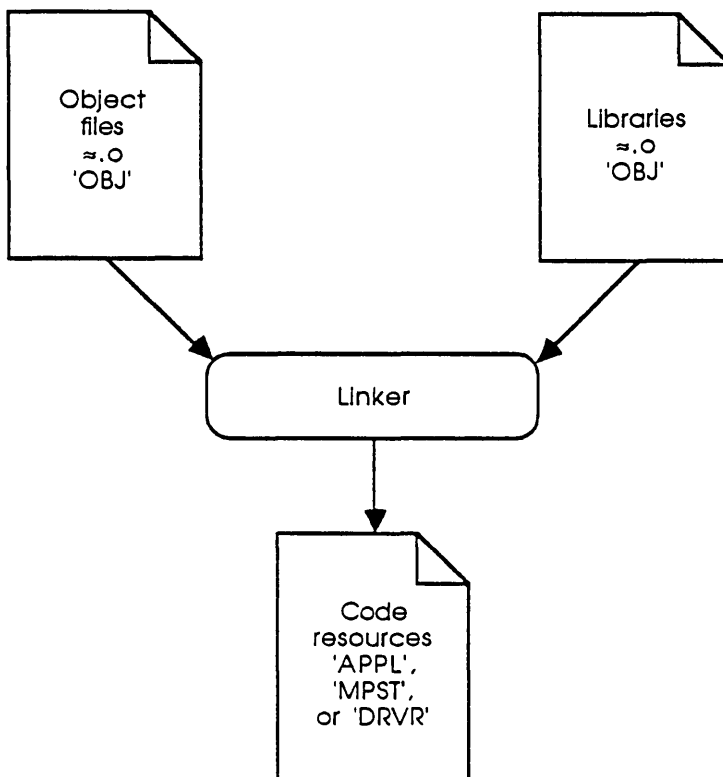 Object
files
≈.o
'OBJ'
Libraries
≈.o
'OBJ'
Linker
Code
resources
'APPL',
'MPST',
or 'DRVR'